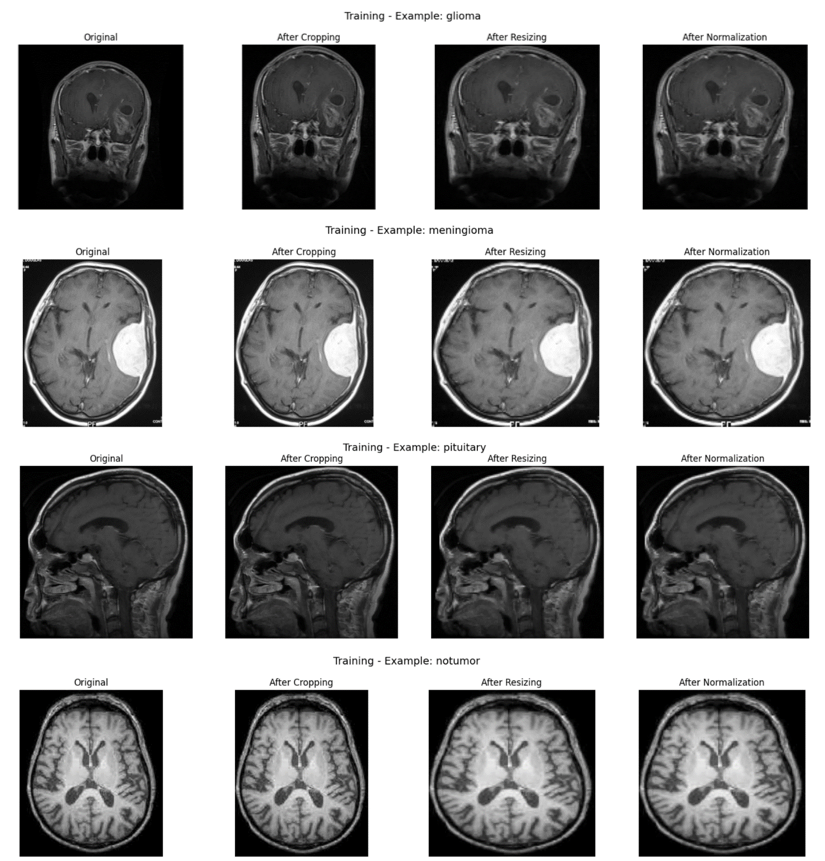 Training - Example: glioma
Original After Cropping After Resizing After Normalization
Training - Example: meningioma
Original After Cropping After Resizing After Normalization
Training - Example: pituitary
Original After Cropping After Resizing After Normalization
Training - Example: notumor
Original After Cropping After Resizing After Normalization